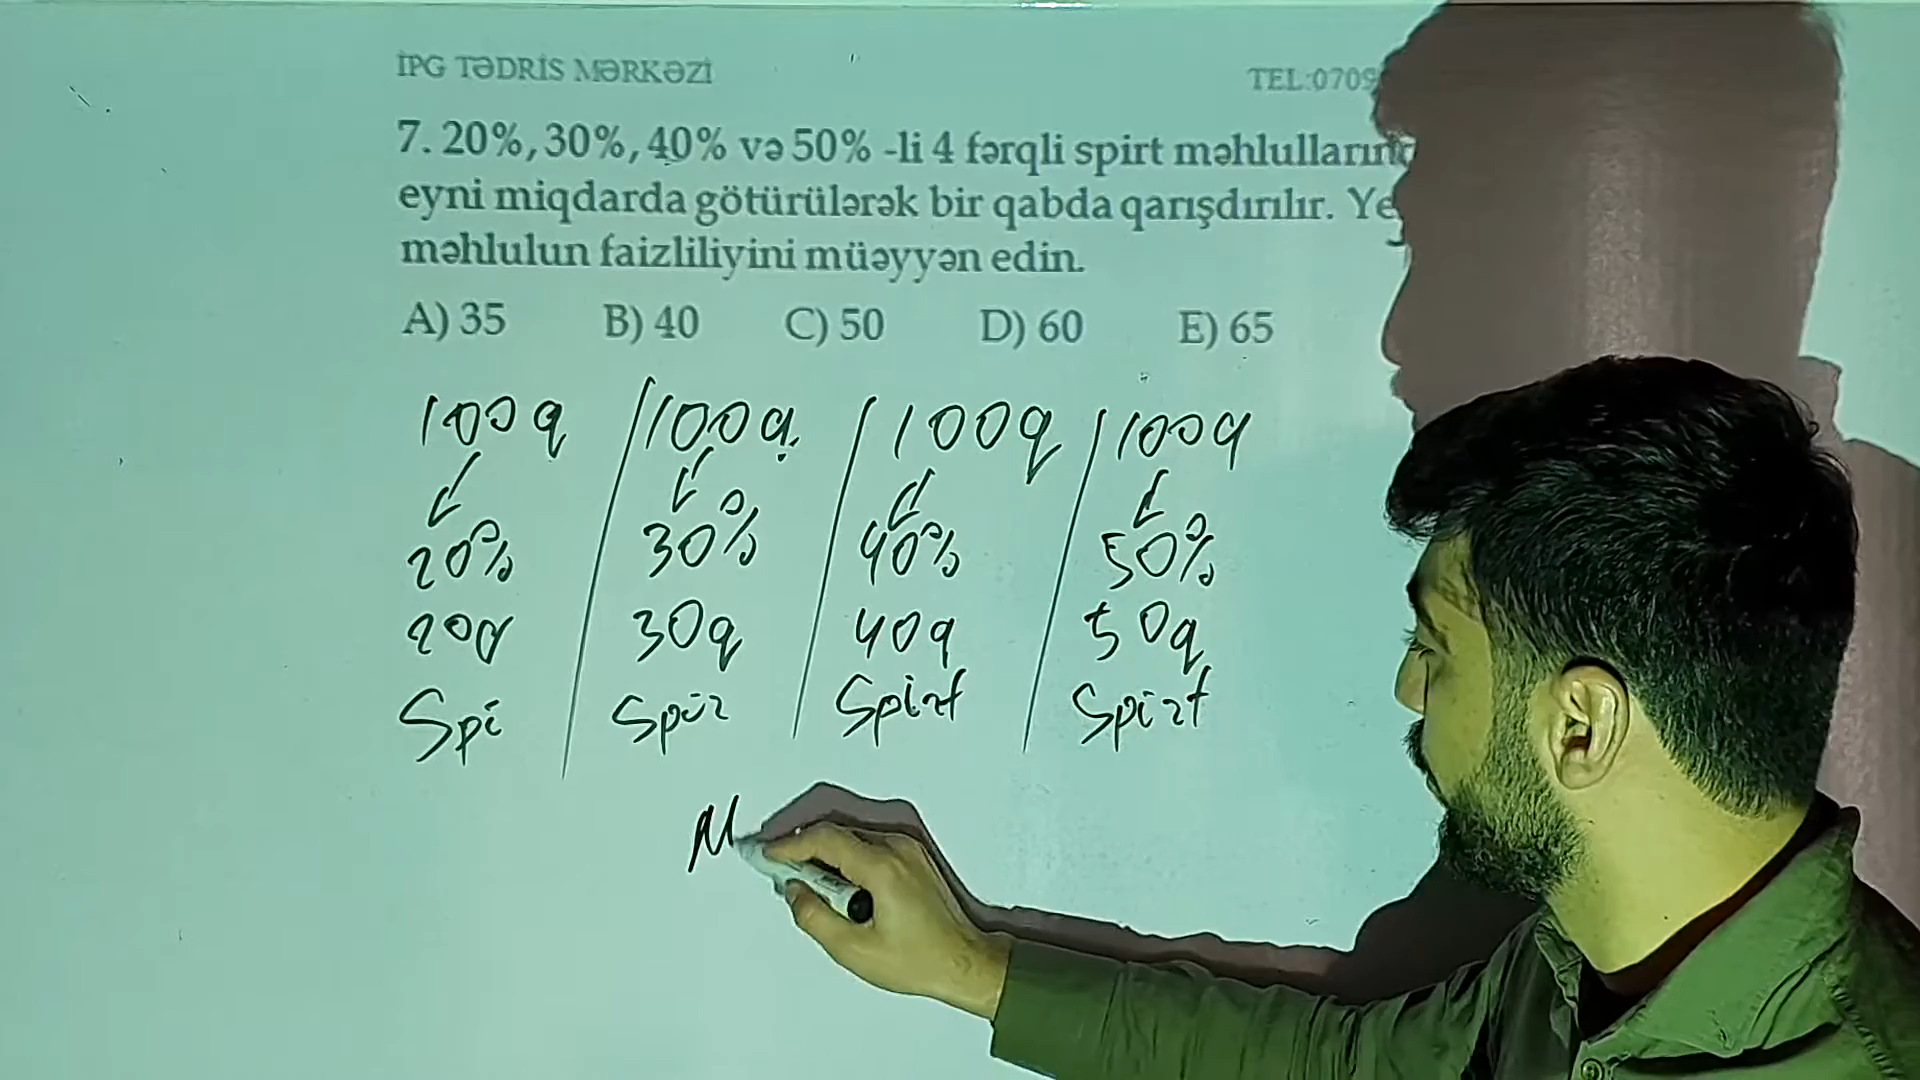 İPG TƏDRİS MƏRKƏZİ TEL:0709
7. 20%, 30%, 40% və 50% -li 4 fərqli spirt
eyni miqdarda götürülərək bir qabda qarışdırılır.
məhlulun faizliliyini müəyyən edin.
A) 35 B) 40 C) 50 D) 60 E) 65
100q 100q. 100q 100q
20% 30% 40% 50%
20q 30q 40q 50q
Spi Spir Spirt Spirt
M